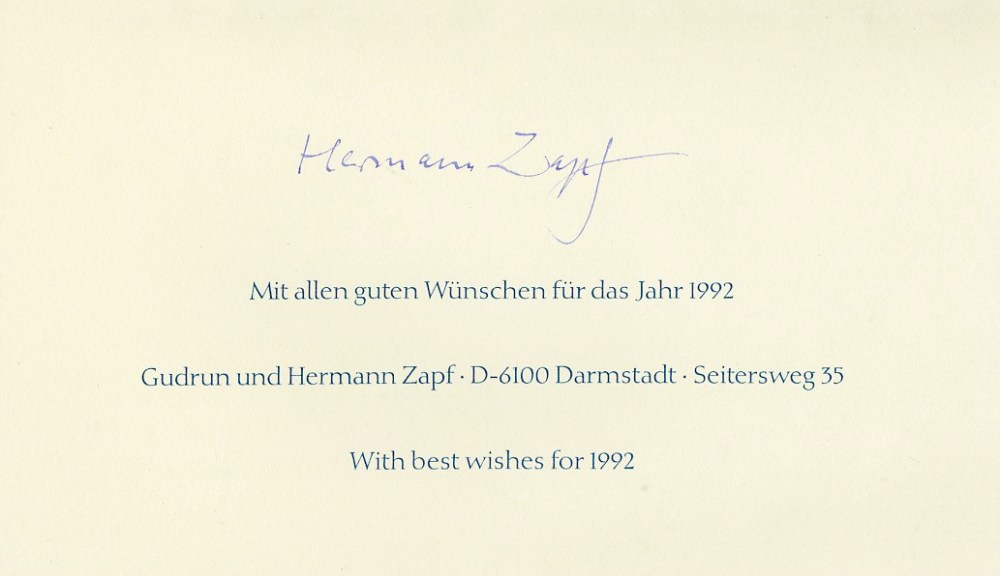 Hermann Zapf
Mit allen guten Wünschen für das Jahr 1992
Gudrun und Hermann Zapf · D-6100 Darmstadt · Seitersweg 35
With best wishes for 1992